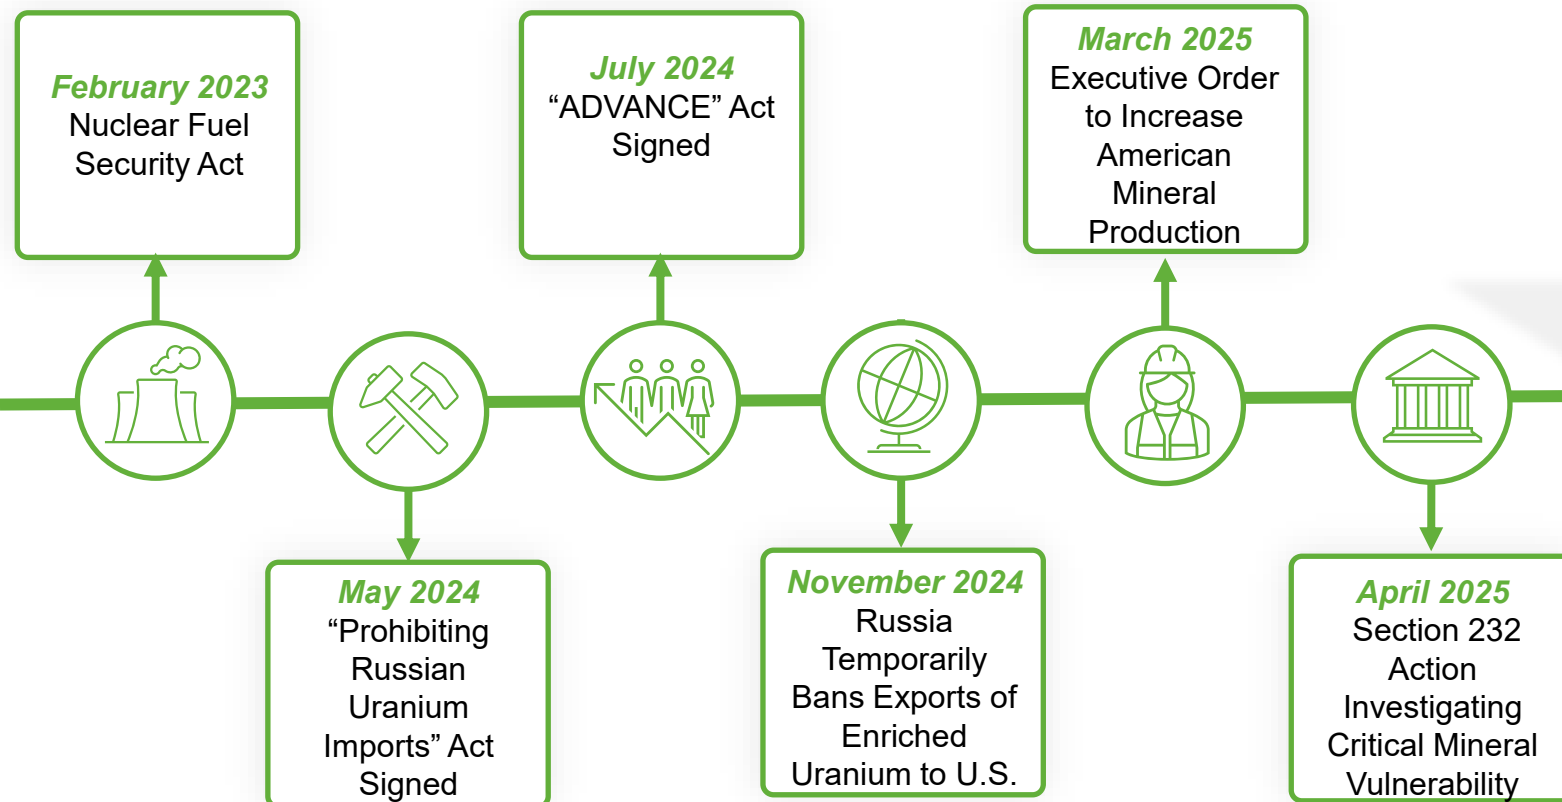 February 2023
Nuclear Fuel
Security Act
May 2024
“Prohibiting
Russian
Uranium
Imports” Act
Signed
July 2024
“ADVANCE” Act
Signed
November 2024
Russia
Temporarily
Bans Exports of
Enriched
Uranium to U.S.
March 2025
Executive Order
to Increase
American
Mineral
Production
April 2025
Section 232
Action
Investigating
Critical Mineral
Vulnerability